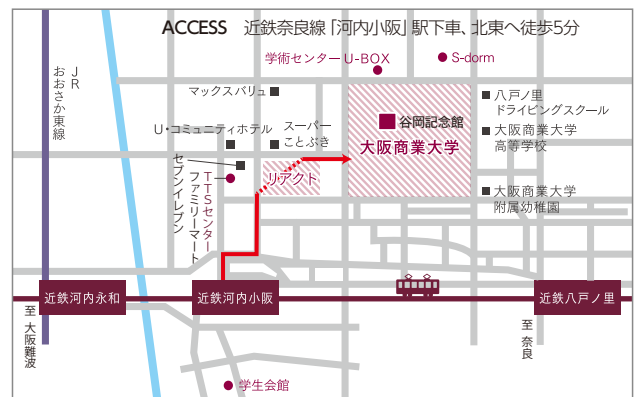 ACCESS 近鉄奈良線「河内小阪」駅下車、北東へ徒歩5分
学術センターU-BOX
S-dorm
JR
おおさか東線
マックスバリュ
U・コミュニティホテル
スーパー
ことぶき
谷岡記念館
大阪商業大学
八戸ノ里
ドライビングスクール
大阪商業大学
高等学校
大阪商業大学
附属幼稚園
リアクト
TTSセンター
ファミリーマート
セブンイレブン
近鉄河内永和
近鉄河内小阪
近鉄八戸ノ里
至 大阪難波
至 奈良
学生会館